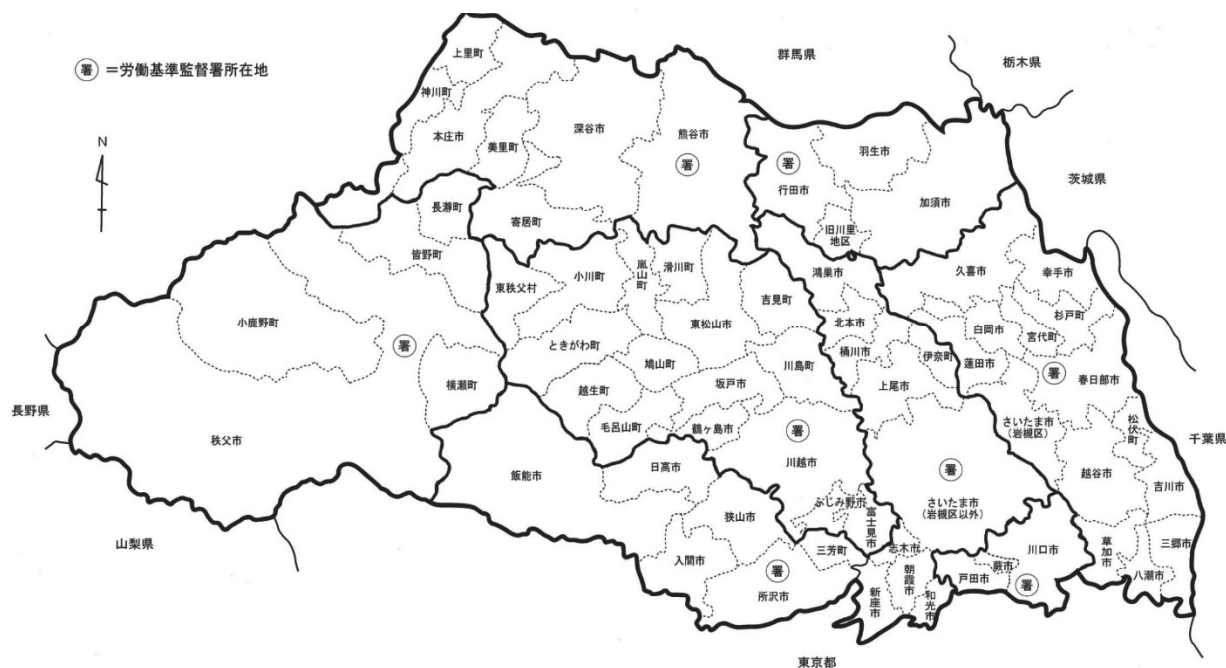 群馬県
栃木県
上里町
署 =労働基準監督署所在地
神川町
本庄市
美里町
深谷市
熊谷市
署
署
行田市
羽生市
加須市
茨城県
N
長瀞町
寄居町
旧川里
地区
皆野町
東秩父村
小川町
嵐山町
滑川町
吉見町
鴻巣市
久喜市
幸手市
杉戸町
小鹿野町
署
東松山市
北本市
白岡市
宮代町
ときがわ町
鳩山町
川島町
桶川市
伊奈町
蓮田市
署
春日部市
横瀬町
越生町
坂戸市
上尾市
長野県
秩父市
毛呂山町
鶴ヶ島市
署
川越市
さいたま市
(岩槻区)
松伏町
千葉県
飯能市
日高市
署
越谷市
吉川市
狭山市
ふじみ野市
富士見市
さいたま市
(岩槻区以外)
山梨県
入間市
三芳町
志木市
川口市
草加市
三郷市
署
所沢市
新座市
朝霞市
和光市
戸田市
蕨市
署
八潮市
東京都